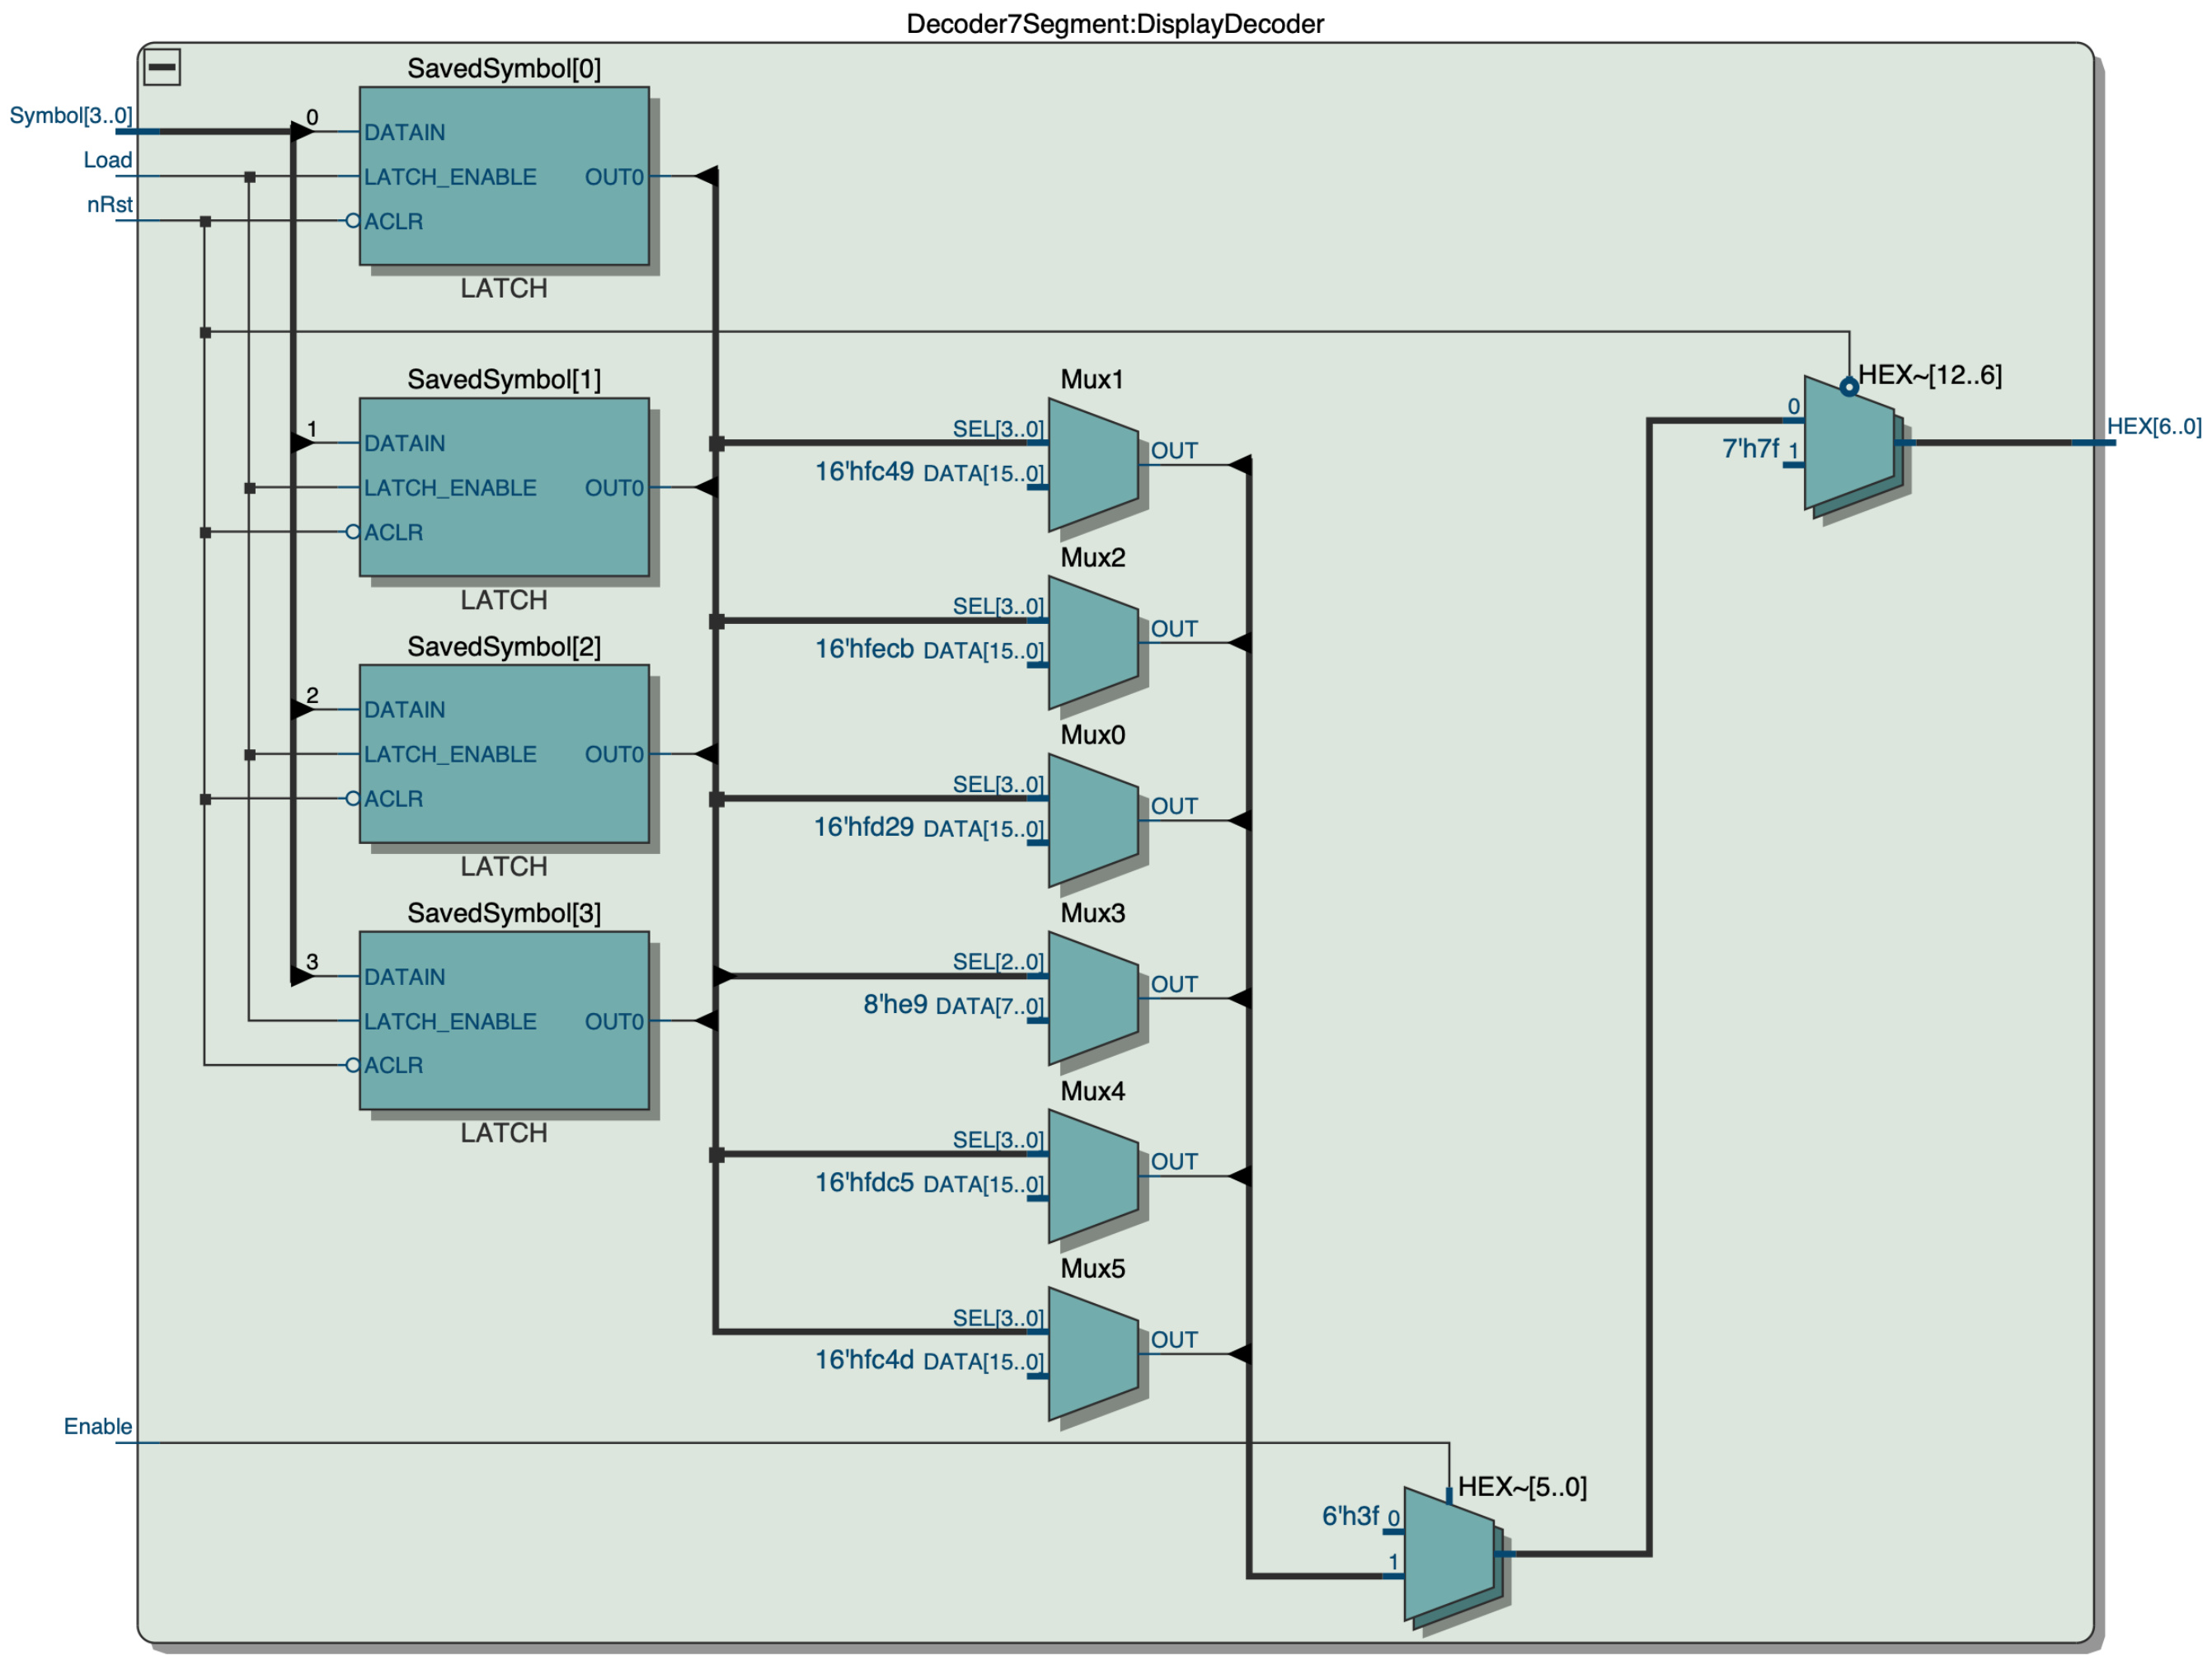 Decoder7Segment:DisplayDecoder
SavedSymbol[0]
Symbol[3..0]
0
DATAIN
Load
LATCH_ENABLE
OUT0
nRst
ACLR
LATCH
SavedSymbol[1]
1
DATAIN
LATCH_ENABLE
OUT0
ACLR
LATCH
SavedSymbol[2]
2
DATAIN
LATCH_ENABLE
OUT0
ACLR
LATCH
SavedSymbol[3]
3
DATAIN
LATCH_ENABLE
OUT0
ACLR
LATCH
Mux1
SEL[3..0]
16'hfc49 DATA[15..0]
OUT
Mux2
SEL[3..0]
16'hfecb DATA[15..0]
OUT
Mux0
SEL[3..0]
16'hfd29 DATA[15..0]
OUT
Mux3
SEL[2..0]
8'he9 DATA[7..0]
OUT
Mux4
SEL[3..0]
16'hfdc5 DATA[15..0]
OUT
Mux5
SEL[3..0]
16'hfc4d DATA[15..0]
OUT
Enable
HEX~[5..0]
6'h3f 0
1
HEX~[12..6]
0
7'h7f 1
HEX[6..0]